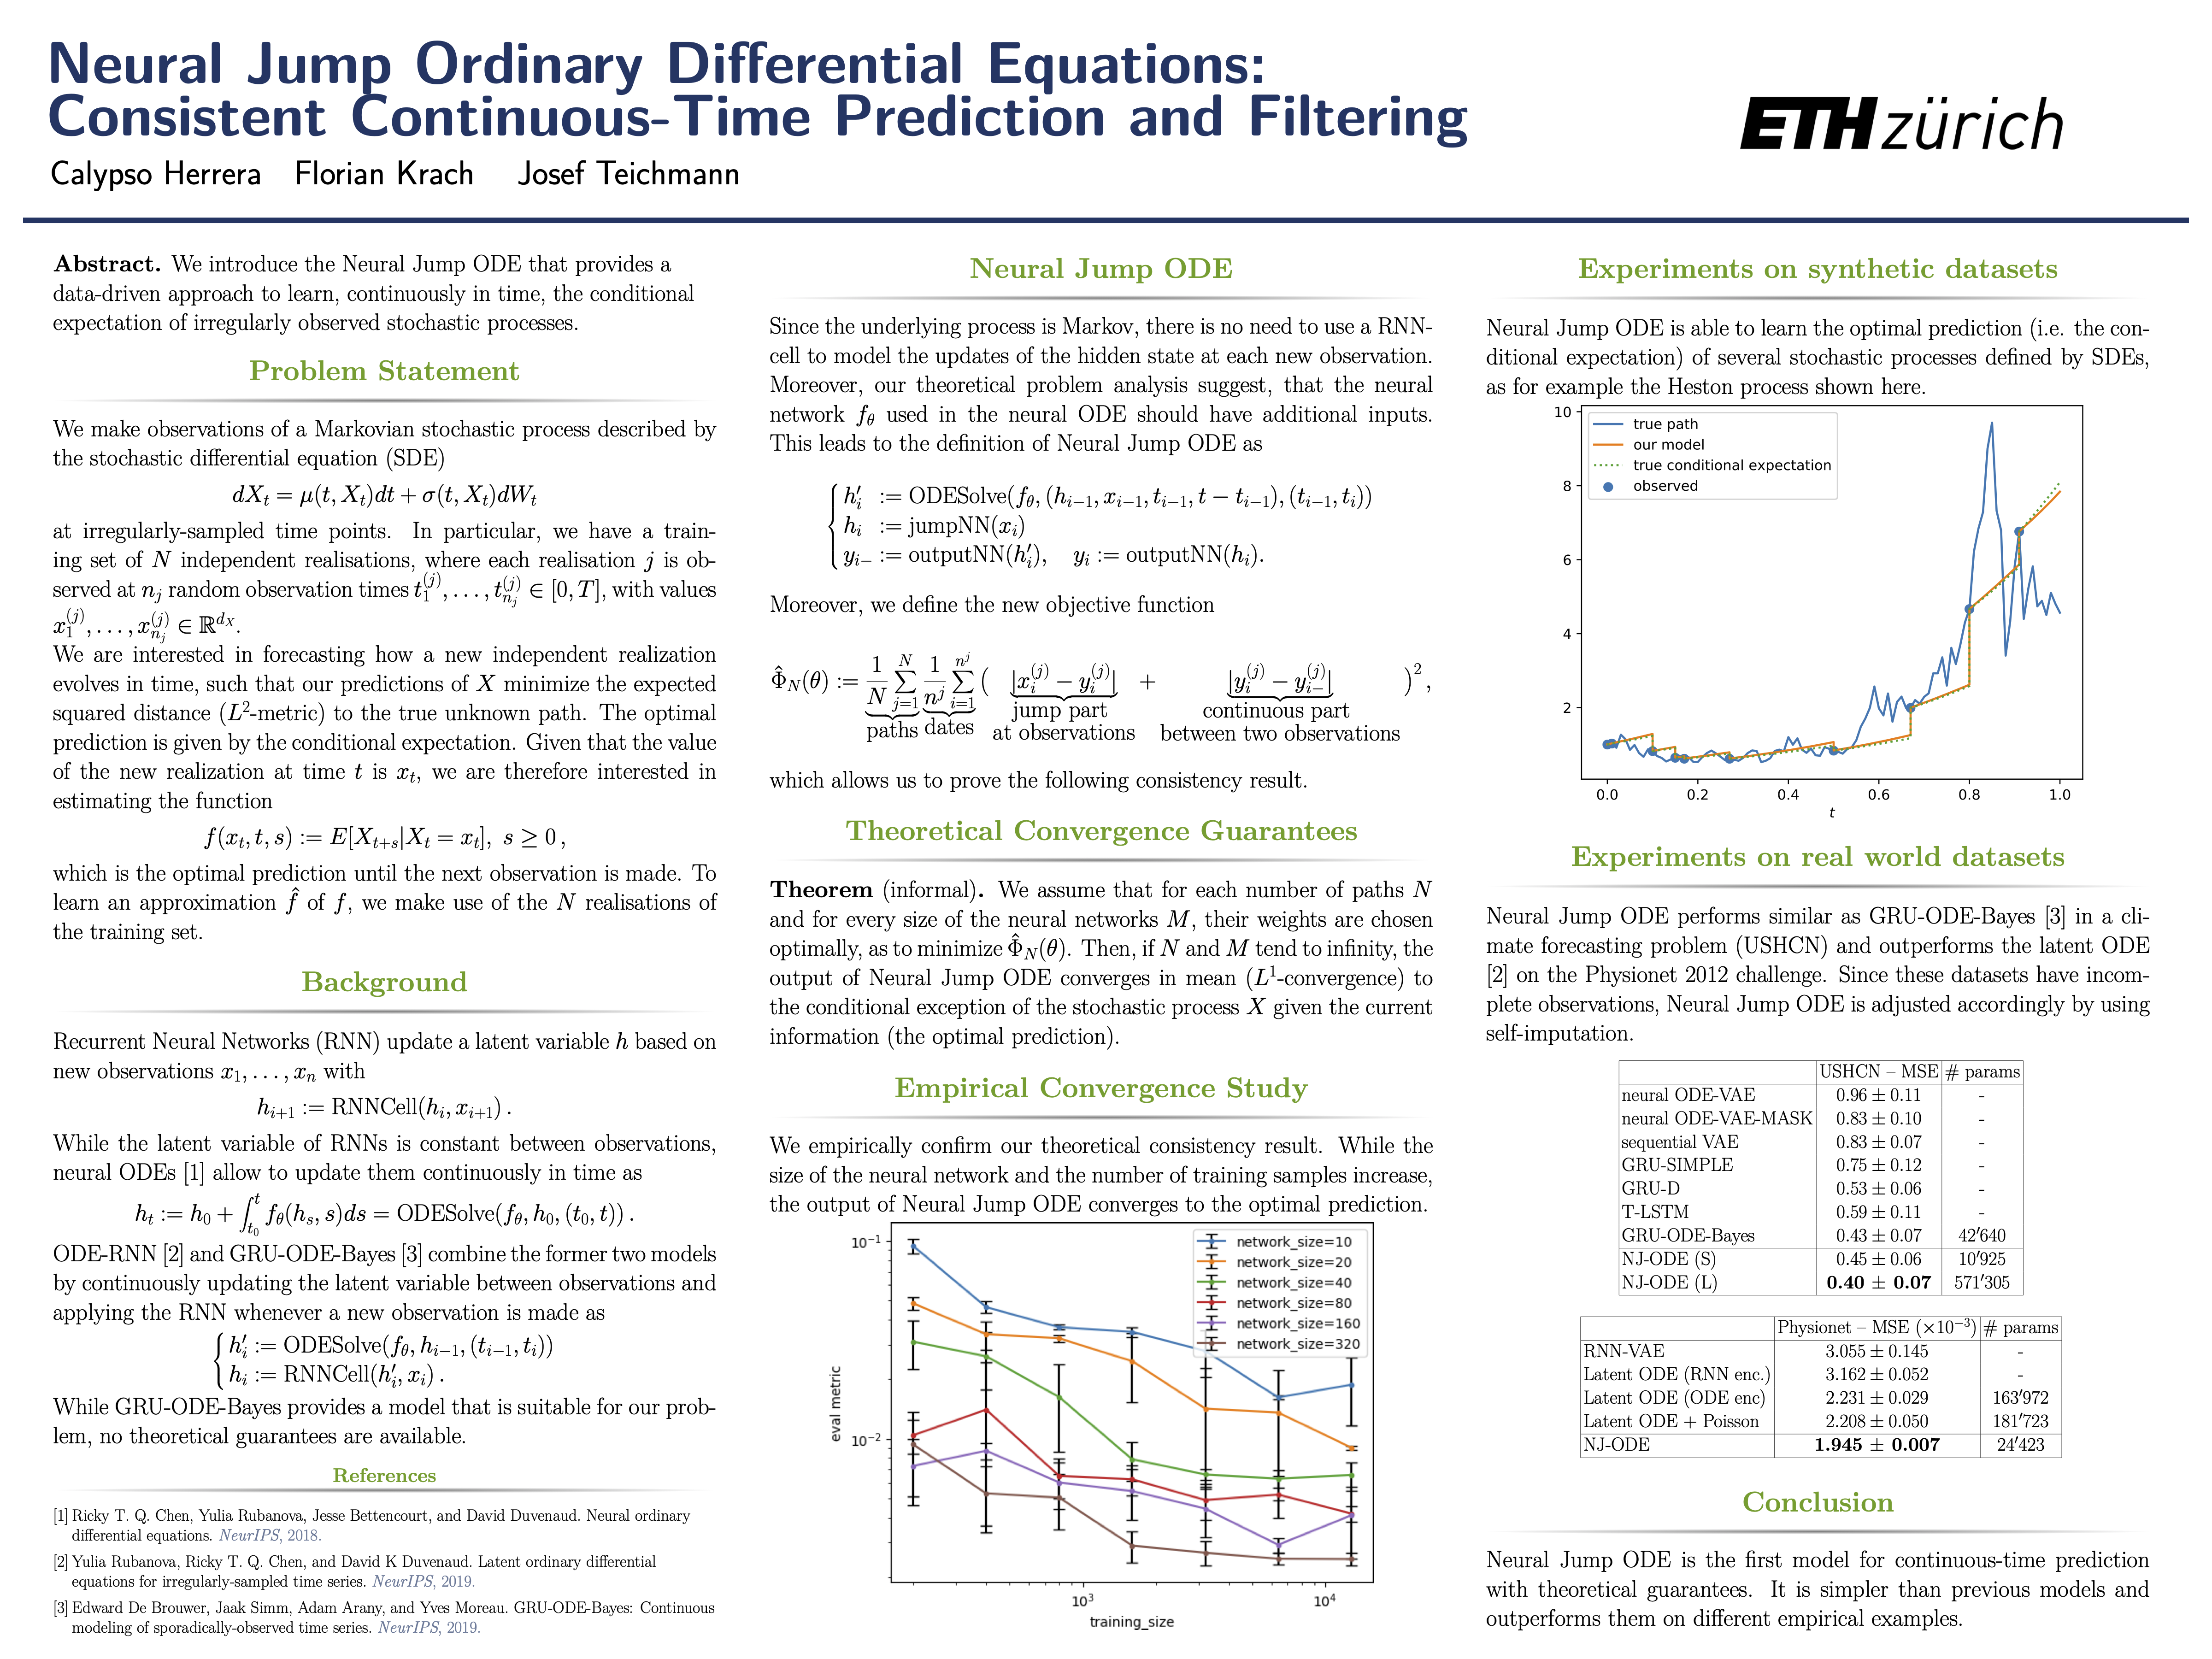 Neural Jump Ordinary Differential Equations:
Consistent Continuous-Time Prediction and Filtering
Calypso Herrera Florian Krach Josef Teichmann
ETH zürich
Abstract. We introduce the Neural Jump ODE that provides a
data-driven approach to learn, continuously in time, the conditional
expectation of irregularly observed stochastic processes.
Problem Statement
We make observations of a Markovian stochastic process described by
the stochastic differential equation (SDE)
dX_t = μ(t, X_t)dt + σ(t, X_t)dW_t
at irregularly-sampled time points. In particular, we have a train-
ing set of N independent realisations, where each realisation j is ob-
served at n_j random observation times t_1^{(j)}, . . . , t_{n_j}^{(j)} ∈ [0, T], with values
x_1^{(j)}, . . . , x_{n_j}^{(j)} ∈ ℝ^{d_X}.
We are interested in forecasting how a new independent realization
evolves in time, such that our predictions of X minimize the expected
squared distance (L²-metric) to the true unknown path. The optimal
prediction is given by the conditional expectation. Given that the value
of the new realization at time t is x_t, we are therefore interested in
estimating the function
f(x_t, t, s) := E[X_{t+s}|X_t = x_t], s ≥ 0 ,
which is the optimal prediction until the next observation is made. To
learn an approximation f̂ of f, we make use of the N realisations of
the training set.
Background
Recurrent Neural Networks (RNN) update a latent variable h based on
new observations x_1, . . . , x_n with
h_{i+1} := RNNCell(h_i, x_{i+1}) .
While the latent variable of RNNs is constant between observations,
neural ODEs [1] allow to update them continuously in time as
h_t := h_0 + ∫_{t_0}^{t} f_θ(h_s, s)ds = ODESolve(f_θ, h_0, (t_0, t)) .
ODE-RNN [2] and GRU-ODE-Bayes [3] combine the former two models
by continuously updating the latent variable between observations and
applying the RNN whenever a new observation is made as
h′_i := ODESolve(f_θ, h_{i−1}, (t_{i−1}, t_i))
h_i := RNNCell(h′_i, x_i) .
While GRU-ODE-Bayes provides a model that is suitable for our prob-
lem, no theoretical guarantees are available.
References
[1] Ricky T. Q. Chen, Yulia Rubanova, Jesse Bettencourt, and David Duvenaud. Neural ordinary
differential equations. NeurIPS, 2018.
[2] Yulia Rubanova, Ricky T. Q. Chen, and David K Duvenaud. Latent ordinary differential
equations for irregularly-sampled time series. NeurIPS, 2019.
[3] Edward De Brouwer, Jaak Simm, Adam Arany, and Yves Moreau. GRU-ODE-Bayes: Continuous
modeling of sporadically-observed time series. NeurIPS, 2019.
Neural Jump ODE
Since the underlying process is Markov, there is no need to use a RNN-
cell to model the updates of the hidden state at each new observation.
Moreover, our theoretical problem analysis suggest, that the neural
network f_θ used in the neural ODE should have additional inputs.
This leads to the definition of Neural Jump ODE as
h′_i := ODESolve(f_θ, (h_{i−1}, x_{i−1}, t_{i−1}, t − t_{i−1}), (t_{i−1}, t_i))
h_i := jumpNN(x_i)
y_{i−} := outputNN(h′_i), y_i := outputNN(h_i).
Moreover, we define the new objective function
Φ̂_N(θ) := 1/N ∑_{j=1}^{N} 1/n^j ∑_{i=1}^{n^j} ( |x_i^{(j)} − y_i^{(j)}| + |y_i^{(j)} − y_{i−}^{(j)}| )² ,
paths dates jump part continuous part
at observations between two observations
which allows us to prove the following consistency result.
Theoretical Convergence Guarantees
Theorem (informal). We assume that for each number of paths N
and for every size of the neural networks M, their weights are chosen
optimally, as to minimize Φ̂_N(θ). Then, if N and M tend to infinity, the
output of Neural Jump ODE converges in mean (L¹-convergence) to
the conditional exception of the stochastic process X given the current
information (the optimal prediction).
Empirical Convergence Study
We empirically confirm our theoretical consistency result. While the
size of the neural network and the number of training samples increase,
the output of Neural Jump ODE converges to the optimal prediction.
10⁻¹
10⁻²
eval metric
network_size=10
network_size=20
network_size=40
network_size=80
network_size=160
network_size=320
10³ 10⁴
training_size
Experiments on synthetic datasets
Neural Jump ODE is able to learn the optimal prediction (i.e. the con-
ditional expectation) of several stochastic processes defined by SDEs,
as for example the Heston process shown here.
10
8
6
4
2
true path
our model
true conditional expectation
observed
0.0 0.2 0.4 0.6 0.8 1.0
t
Experiments on real world datasets
Neural Jump ODE performs similar as GRU-ODE-Bayes [3] in a cli-
mate forecasting problem (USHCN) and outperforms the latent ODE
[2] on the Physionet 2012 challenge. Since these datasets have incom-
plete observations, Neural Jump ODE is adjusted accordingly by using
self-imputation.
USHCN – MSE # params
neural ODE-VAE 0.96 ± 0.11 -
neural ODE-VAE-MASK 0.83 ± 0.10 -
sequential VAE 0.83 ± 0.07 -
GRU-SIMPLE 0.75 ± 0.12 -
GRU-D 0.53 ± 0.06 -
T-LSTM 0.59 ± 0.11 -
GRU-ODE-Bayes 0.43 ± 0.07 42′640
NJ-ODE (S) 0.45 ± 0.06 10′925
NJ-ODE (L) 0.40 ± 0.07 571′305
Physionet – MSE (×10⁻³) # params
RNN-VAE 3.055 ± 0.145 -
Latent ODE (RNN enc.) 3.162 ± 0.052 -
Latent ODE (ODE enc) 2.231 ± 0.029 163′972
Latent ODE + Poisson 2.208 ± 0.050 181′723
NJ-ODE 1.945 ± 0.007 24′423
Conclusion
Neural Jump ODE is the first model for continuous-time prediction
with theoretical guarantees. It is simpler than previous models and
outperforms them on different empirical examples.